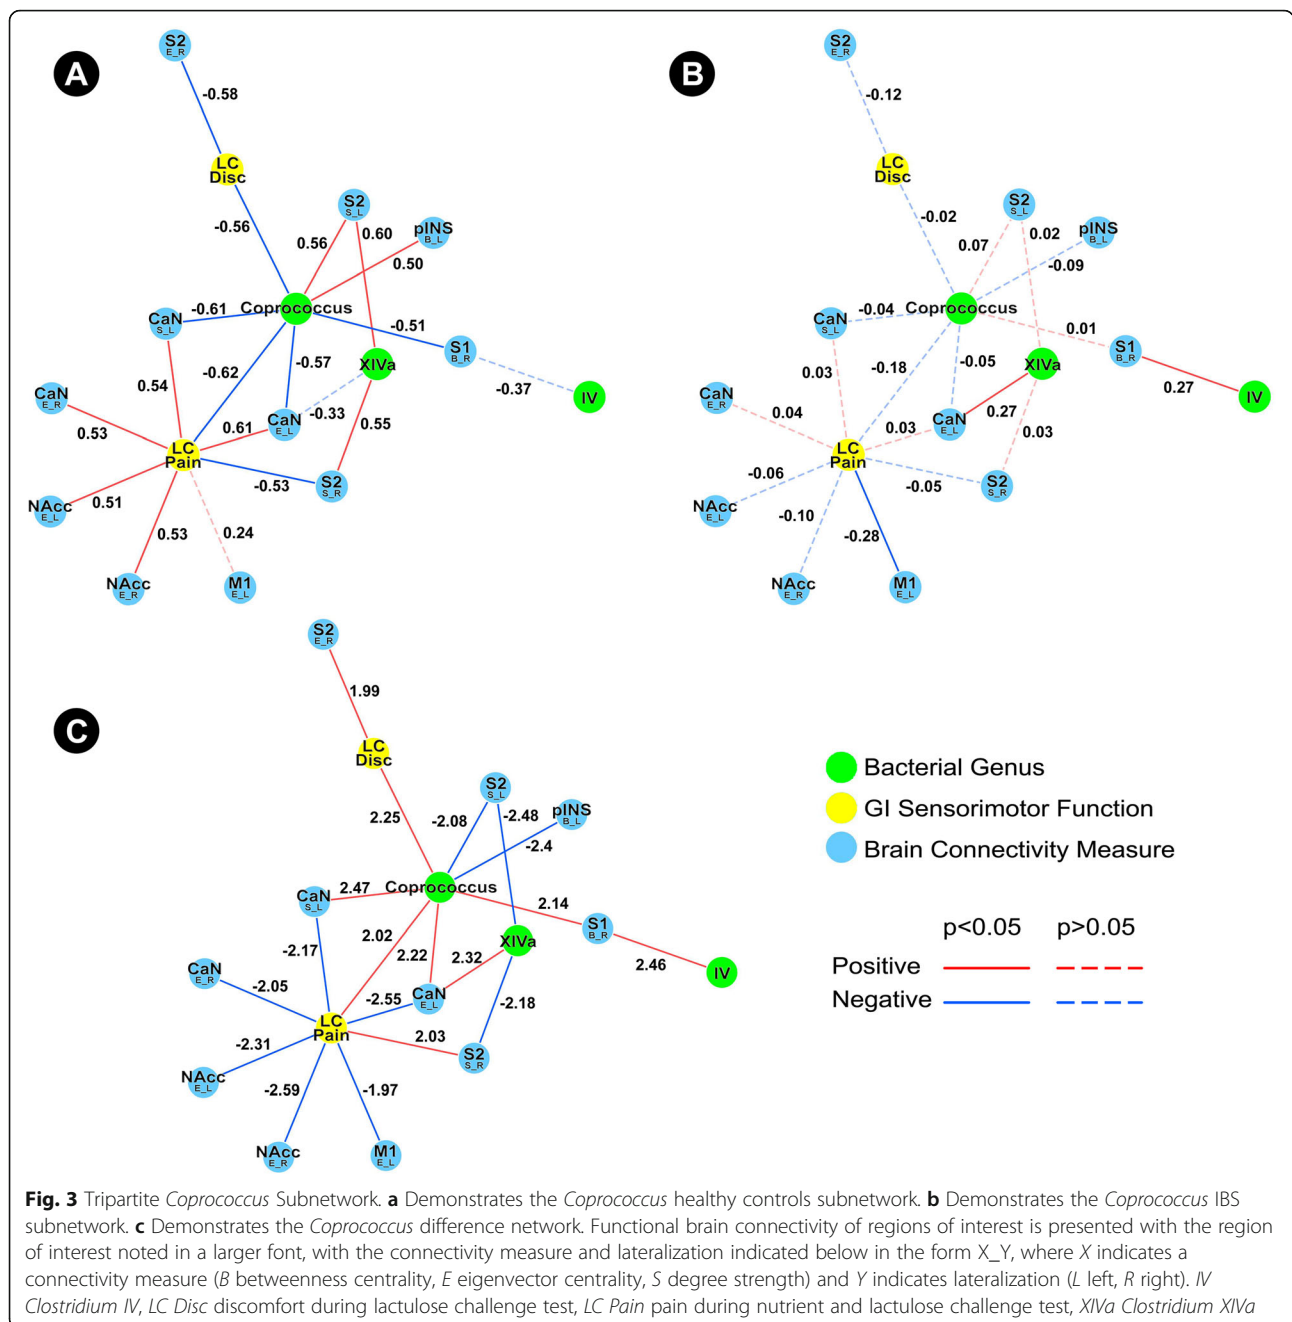 A
S2
E_R
-0.58
LC
Disc
-0.56
S2
S_L
0.56
0.60
pINS
B_L
0.50
Coprococcus
CaN
S_L
-0.61
-0.51
S1
B_R
-0.57
XIVa
-0.62
0.54
-0.37
IV
CaN
E_R
-0.33
CaN
E_L
0.53
0.61
0.55
LC
Pain
-0.53
S2
S_R
0.51
NAcc
E_L
0.53
0.24
NAcc
E_R
M1
E_L
B
S2
E_R
-0.12
LC
Disc
-0.02
S2
S_L
0.07
0.02
pINS
B_L
-0.09
Coprococcus
CaN
S_L
-0.04
0.01
S1
B_R
-0.05
XIVa
-0.18
0.03
0.27
IV
CaN
E_R
0.27
CaN
E_L
0.04
0.03
0.03
LC
Pain
-0.05
S2
S_R
-0.06
NAcc
E_L
-0.10
-0.28
NAcc
E_R
M1
E_L
C
S2
E_R
1.99
LC
Disc
2.25
S2
S_L
-2.08
-2.48
pINS
B_L
-2.4
Coprococcus
CaN
S_L
2.47
2.14
S1
B_R
2.02
2.22
XIVa
-2.17
2.32
2.46
IV
CaN
E_R
-2.05
-2.55
CaN
E_L
-2.18
LC
Pain
2.03
S2
S_R
-2.31
NAcc
E_L
-2.59
-1.97
NAcc
E_R
M1
E_L
Bacterial Genus
GI Sensorimotor Function
Brain Connectivity Measure
p<0.05 p>0.05
Positive
Negative
Fig. 3 Tripartite Coprococcus Subnetwork. a Demonstrates the Coprococcus healthy controls subnetwork. b Demonstrates the Coprococcus IBS
subnetwork. c Demonstrates the Coprococcus difference network. Functional brain connectivity of regions of interest is presented with the region
of interest noted in a larger font, with the connectivity measure and lateralization indicated below in the form X_Y, where X indicates a
connectivity measure (B betweenness centrality, E eigenvector centrality, S degree strength) and Y indicates lateralization (L left, R right). IV
Clostridium IV, LC Disc discomfort during lactulose challenge test, LC Pain pain during nutrient and lactulose challenge test, XIVa Clostridium XIVa